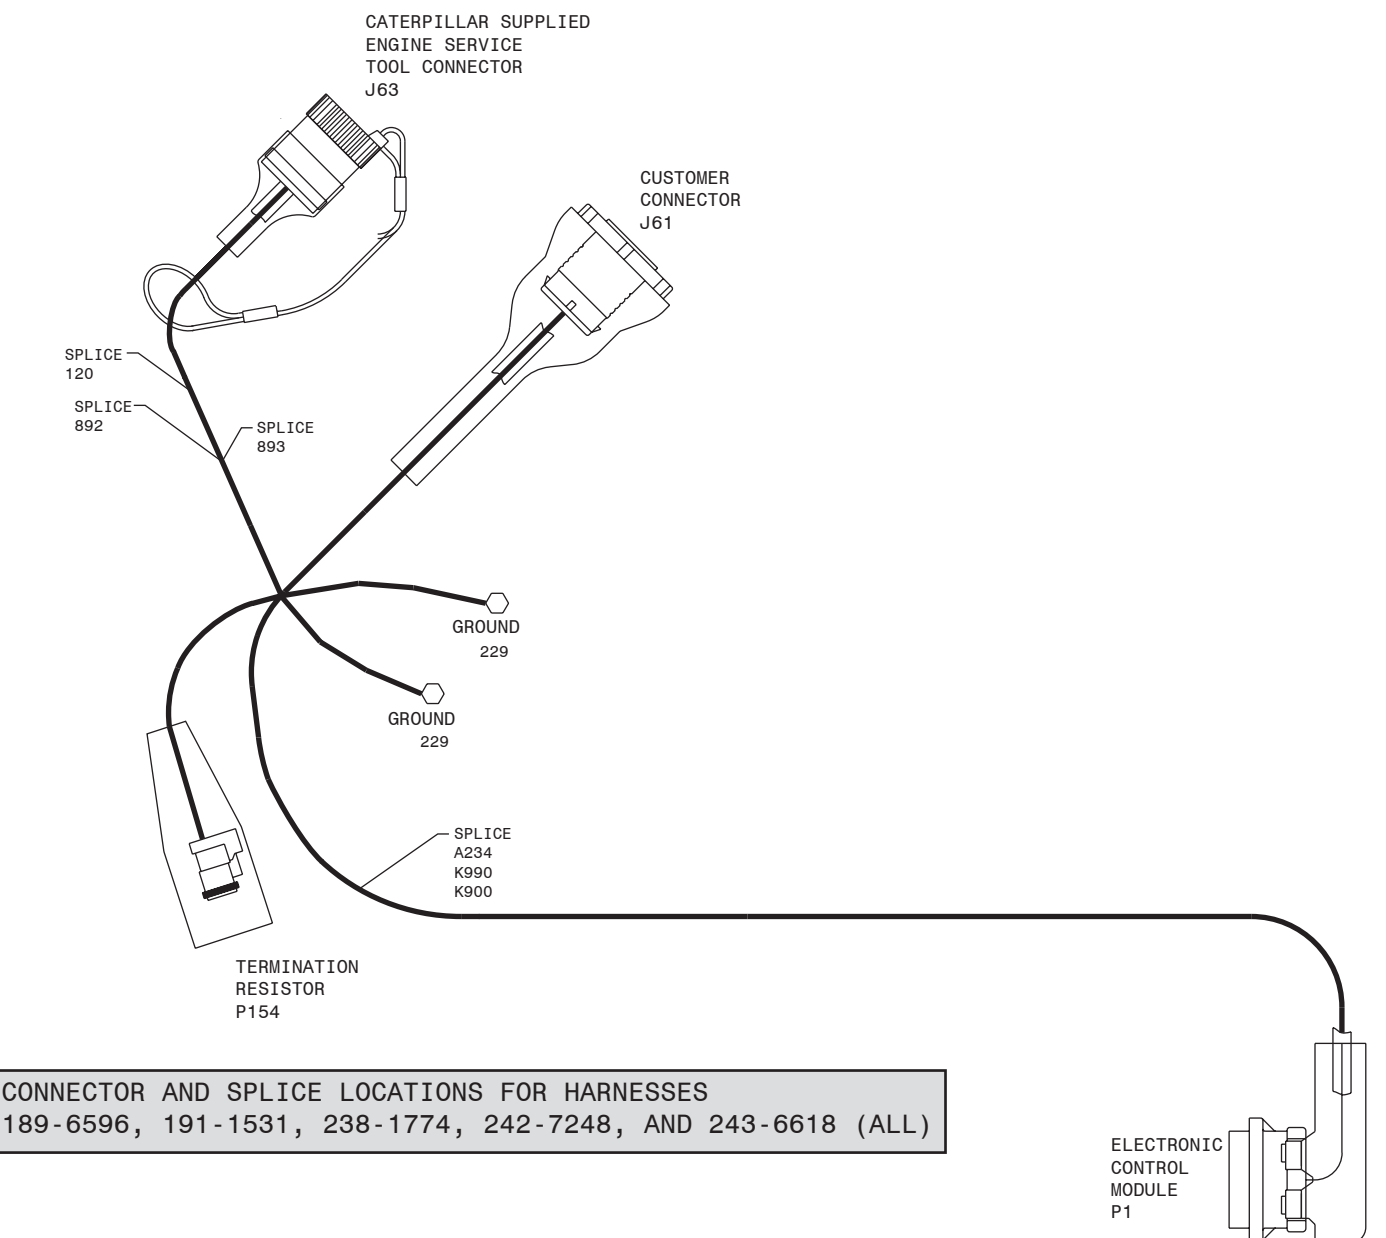 CATERPILLAR SUPPLIED
ENGINE SERVICE
TOOL CONNECTOR
J63
CUSTOMER
CONNECTOR
J61
SPLICE
120
SPLICE
892
SPLICE
893
GROUND
229
GROUND
229
SPLICE
A234
K990
K900
TERMINATION
RESISTOR
P154
CONNECTOR AND SPLICE LOCATIONS FOR HARNESSES
189-6596, 191-1531, 238-1774, 242-7248, AND 243-6618 (ALL)
ELECTRONIC
CONTROL
MODULE
P1